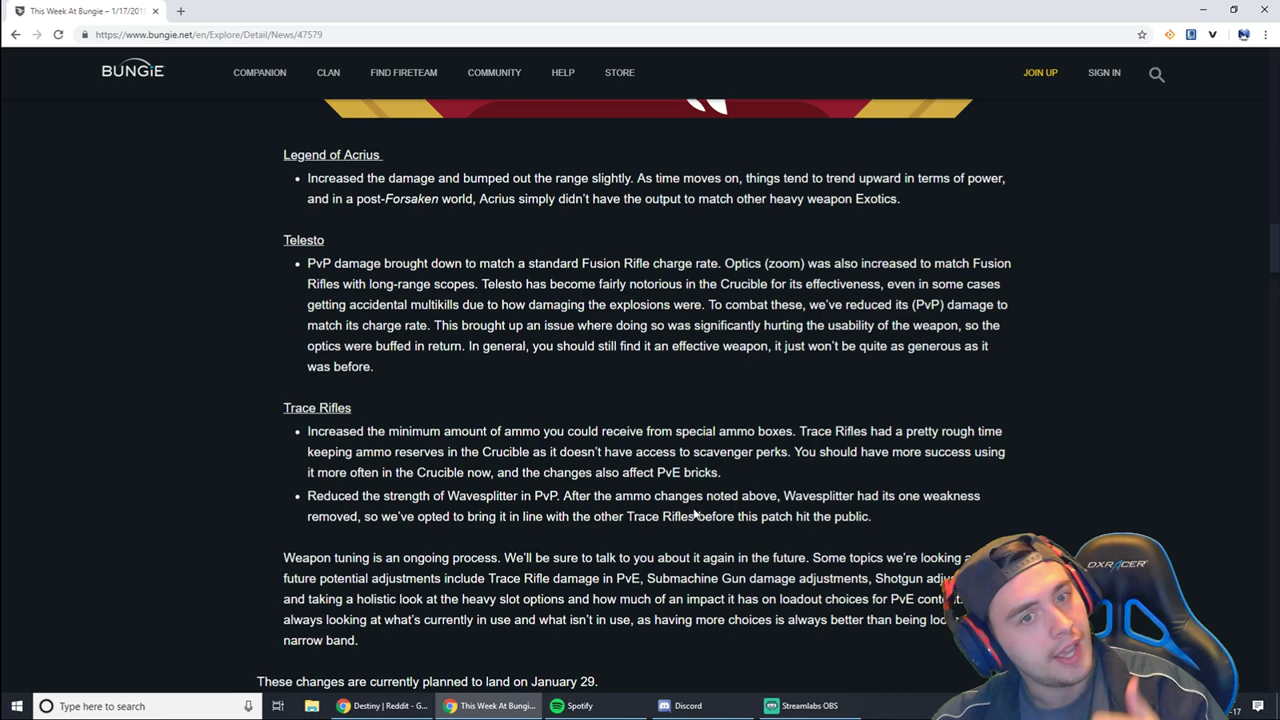 This Week At Bungie – 1/17/201
https://www.bungie.net/en/Explore/Detail/News/47579
BUNGIE
COMPANION CLAN FIND FIRETEAM COMMUNITY HELP STORE JOIN UP SIGN IN
Legend of Acrius
• Increased the damage and bumped out the range slightly. As time moves on, things tend to trend upward in terms of power,
and in a post-Forsaken world, Acrius simply didn't have the output to match other heavy weapon Exotics.
Telesto
• PvP damage brought down to match a standard Fusion Rifle charge rate. Optics (zoom) was also increased to match Fusion
Rifles with long-range scopes. Telesto has become fairly notorious in the Crucible for its effectiveness, even in some cases
getting accidental multikills due to how damaging the explosions were. To combat these, we've reduced its (PvP) damage to
match its charge rate. This brought up an issue where doing so was significantly hurting the usability of the weapon, so the
optics were buffed in return. In general, you should still find it an effective weapon, it just won't be quite as generous as it
was before.
Trace Rifles
• Increased the minimum amount of ammo you could receive from special ammo boxes. Trace Rifles had a pretty rough time
keeping ammo reserves in the Crucible as it doesn't have access to scavenger perks. You should have more success using
it more often in the Crucible now, and the changes also affect PvE bricks.
• Reduced the strength of Wavesplitter in PvP. After the ammo changes noted above, Wavesplitter had its one weakness
removed, so we've opted to bring it in line with the other Trace Rifles before this patch hit the public.
Weapon tuning is an ongoing process. We'll be sure to talk to you about it again in the future. Some topics we're looking
future potential adjustments include Trace Rifle damage in PvE, Submachine Gun damage adjustments, Shotgun
and taking a holistic look at the heavy slot options and how much of an impact it has on loadout choices for PvE
always looking at what's currently in use and what isn't in use, as having more choices is always better than being
narrow band.
These changes are currently planned to land on January 29.
DXRACER
Type here to search Destiny | Reddit - G... This Week At Bungi... Spotify Discord Streamlabs OBS